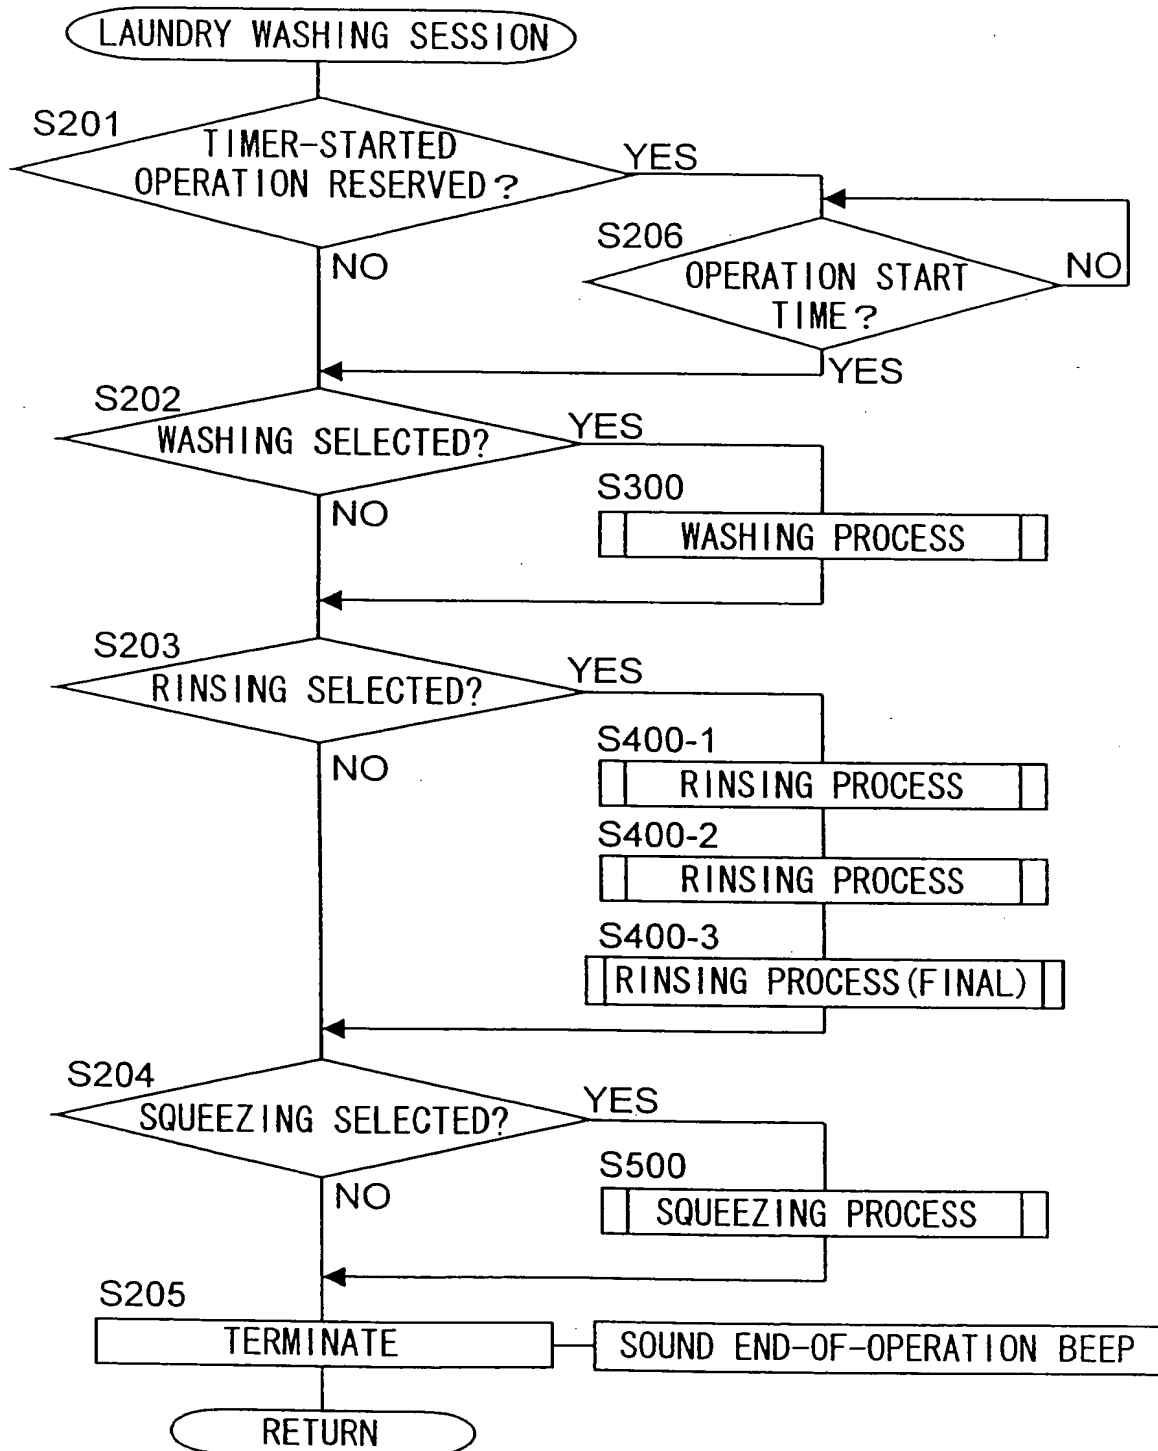 LAUNDRY WASHING SESSION
S201
TIMER-STARTED
OPERATION RESERVED?
YES
NO
S206
OPERATION START
TIME?
NO
YES
S202
WASHING SELECTED?
YES
NO
S300
WASHING PROCESS
S203
RINSING SELECTED?
YES
NO
S400-1
RINSING PROCESS
S400-2
RINSING PROCESS
S400-3
RINSING PROCESS(FINAL)
S204
SQUEEZING SELECTED?
YES
NO
S500
SQUEEZING PROCESS
S205
TERMINATE
SOUND END-OF-OPERATION BEEP
RETURN